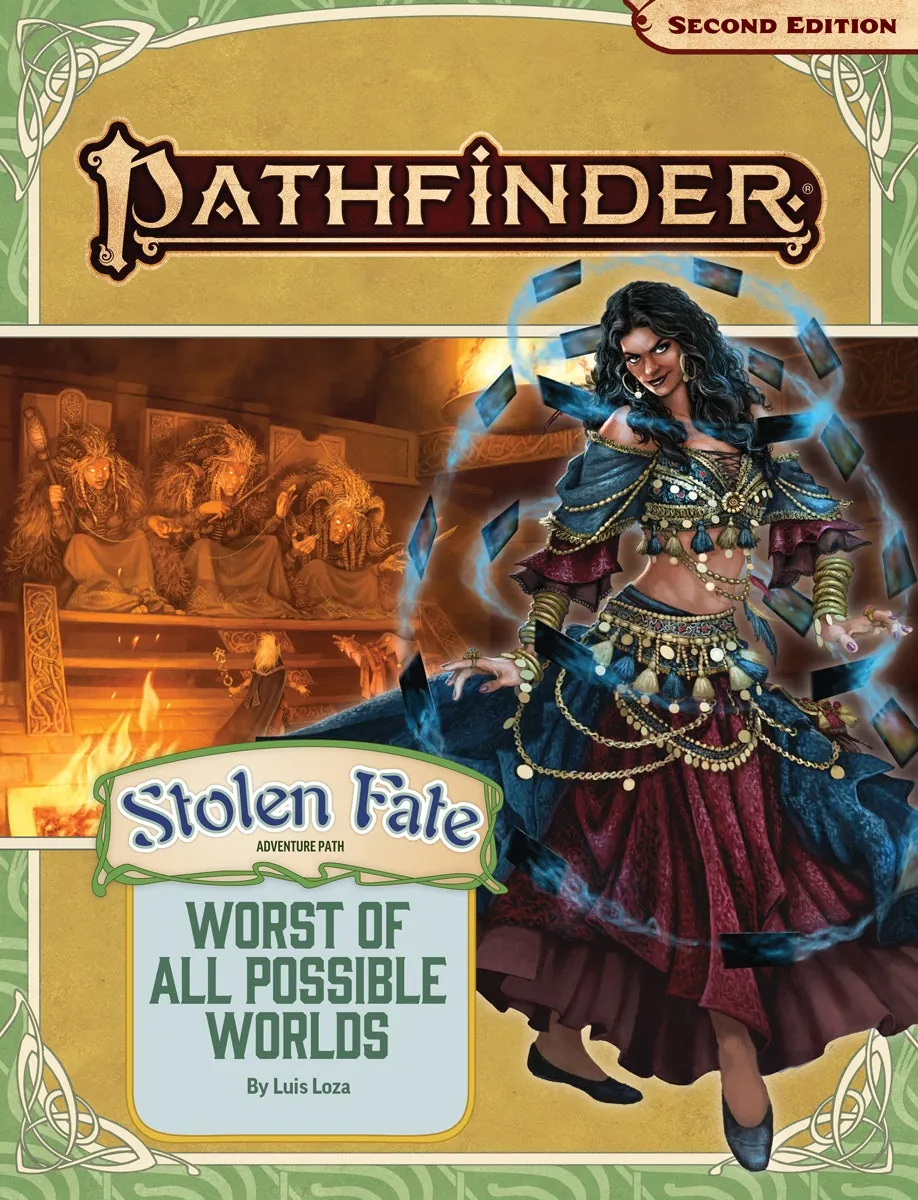 Second Edition
Pathfinder®
Stolen Fate
ADVENTURE PATH
WORST OF
ALL POSSIBLE
WORLDS
By Luis Loza